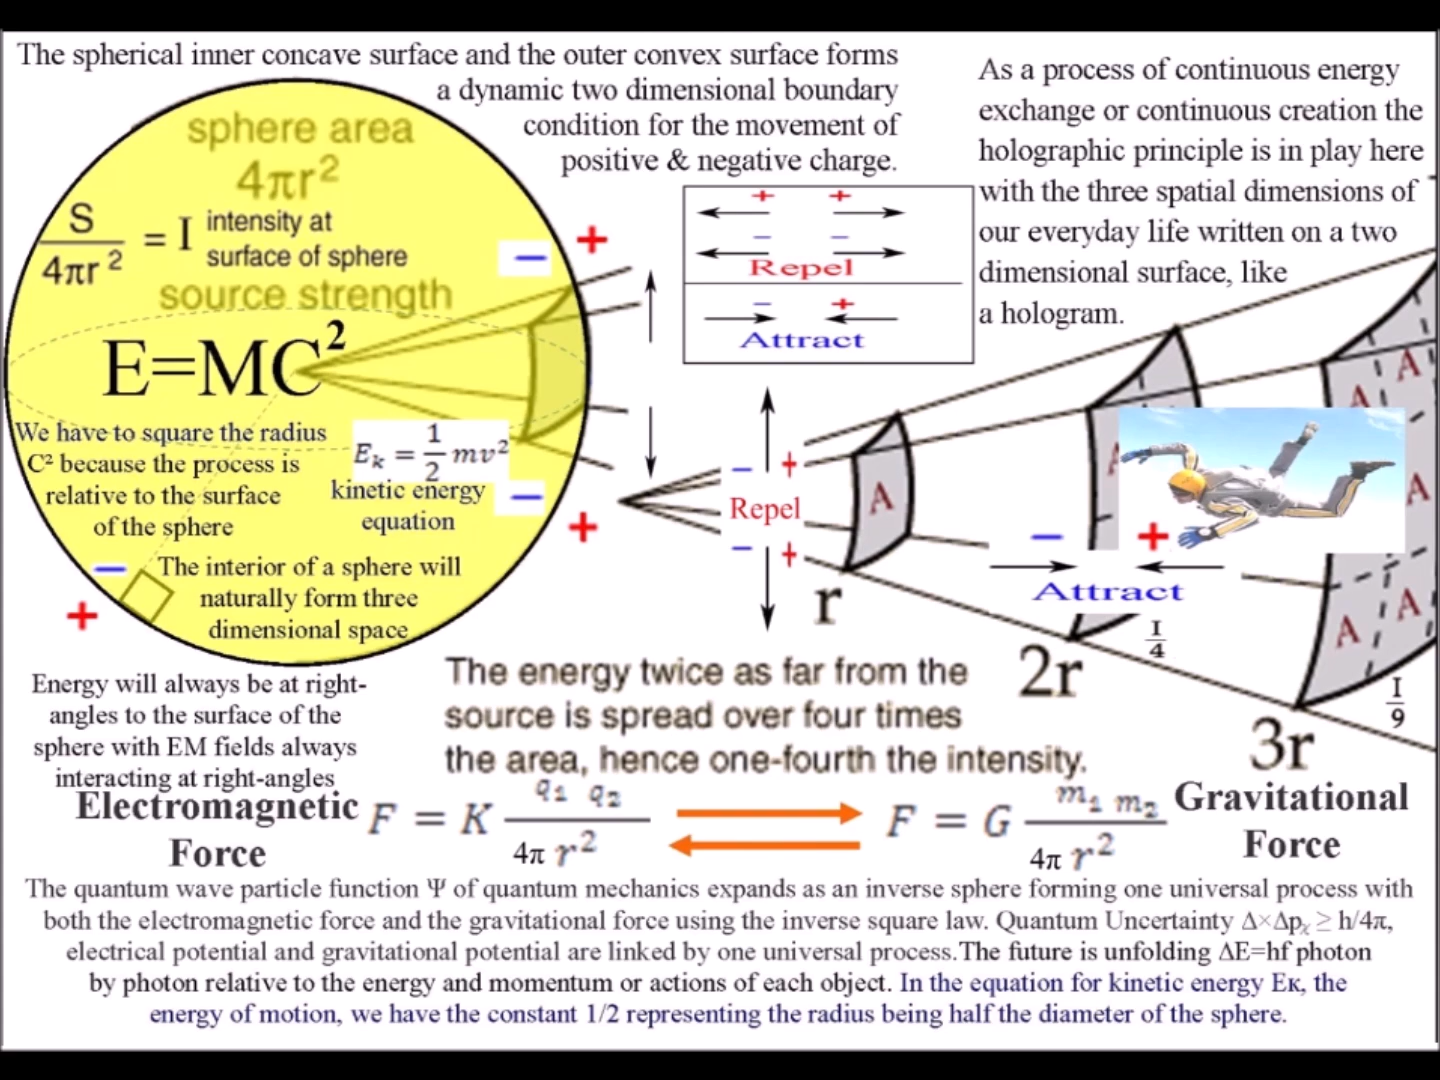 The spherical inner concave surface and the outer convex surface forms
a dynamic two dimensional boundary
condition for the movement of
positive & negative charge.
As a process of continuous energy
exchange or continuous creation the
holographic principle is in play here
with the three spatial dimensions of
our everyday life written on a two
dimensional surface, like
a hologram.
sphere area
4πr²
S/4πr² = I
intensity at
surface of sphere
source strength
E=MC²
We have to square the radius
C² because the process is
relative to the surface
of the sphere
Eₖ = 1/2 mv²
kinetic energy
equation
The interior of a sphere will
naturally form three
dimensional space
− +
− +
− +
+ +
− −
Repel
− +
Attract
− +
Repel
− +
− +
Attract
A
A
A
A
A
A
A
r
2r
3r
I/4
I/9
Energy will always be at right-
angles to the surface of the
sphere with EM fields always
interacting at right-angles
The energy twice as far from the
source is spread over four times
the area, hence one-fourth the intensity.
Electromagnetic
Force
F = K q₁ q₂ / 4π r²
F = G m₁ m₂ / 4π r²
Gravitational
Force
The quantum wave particle function Ψ of quantum mechanics expands as an inverse sphere forming one universal process with
both the electromagnetic force and the gravitational force using the inverse square law. Quantum Uncertainty Δ×Δpᵪ ≥ h/4π,
electrical potential and gravitational potential are linked by one universal process. The future is unfolding ΔE=hf photon
by photon relative to the energy and momentum or actions of each object. In the equation for kinetic energy Eᴋ, the
energy of motion, we have the constant 1/2 representing the radius being half the diameter of the sphere.